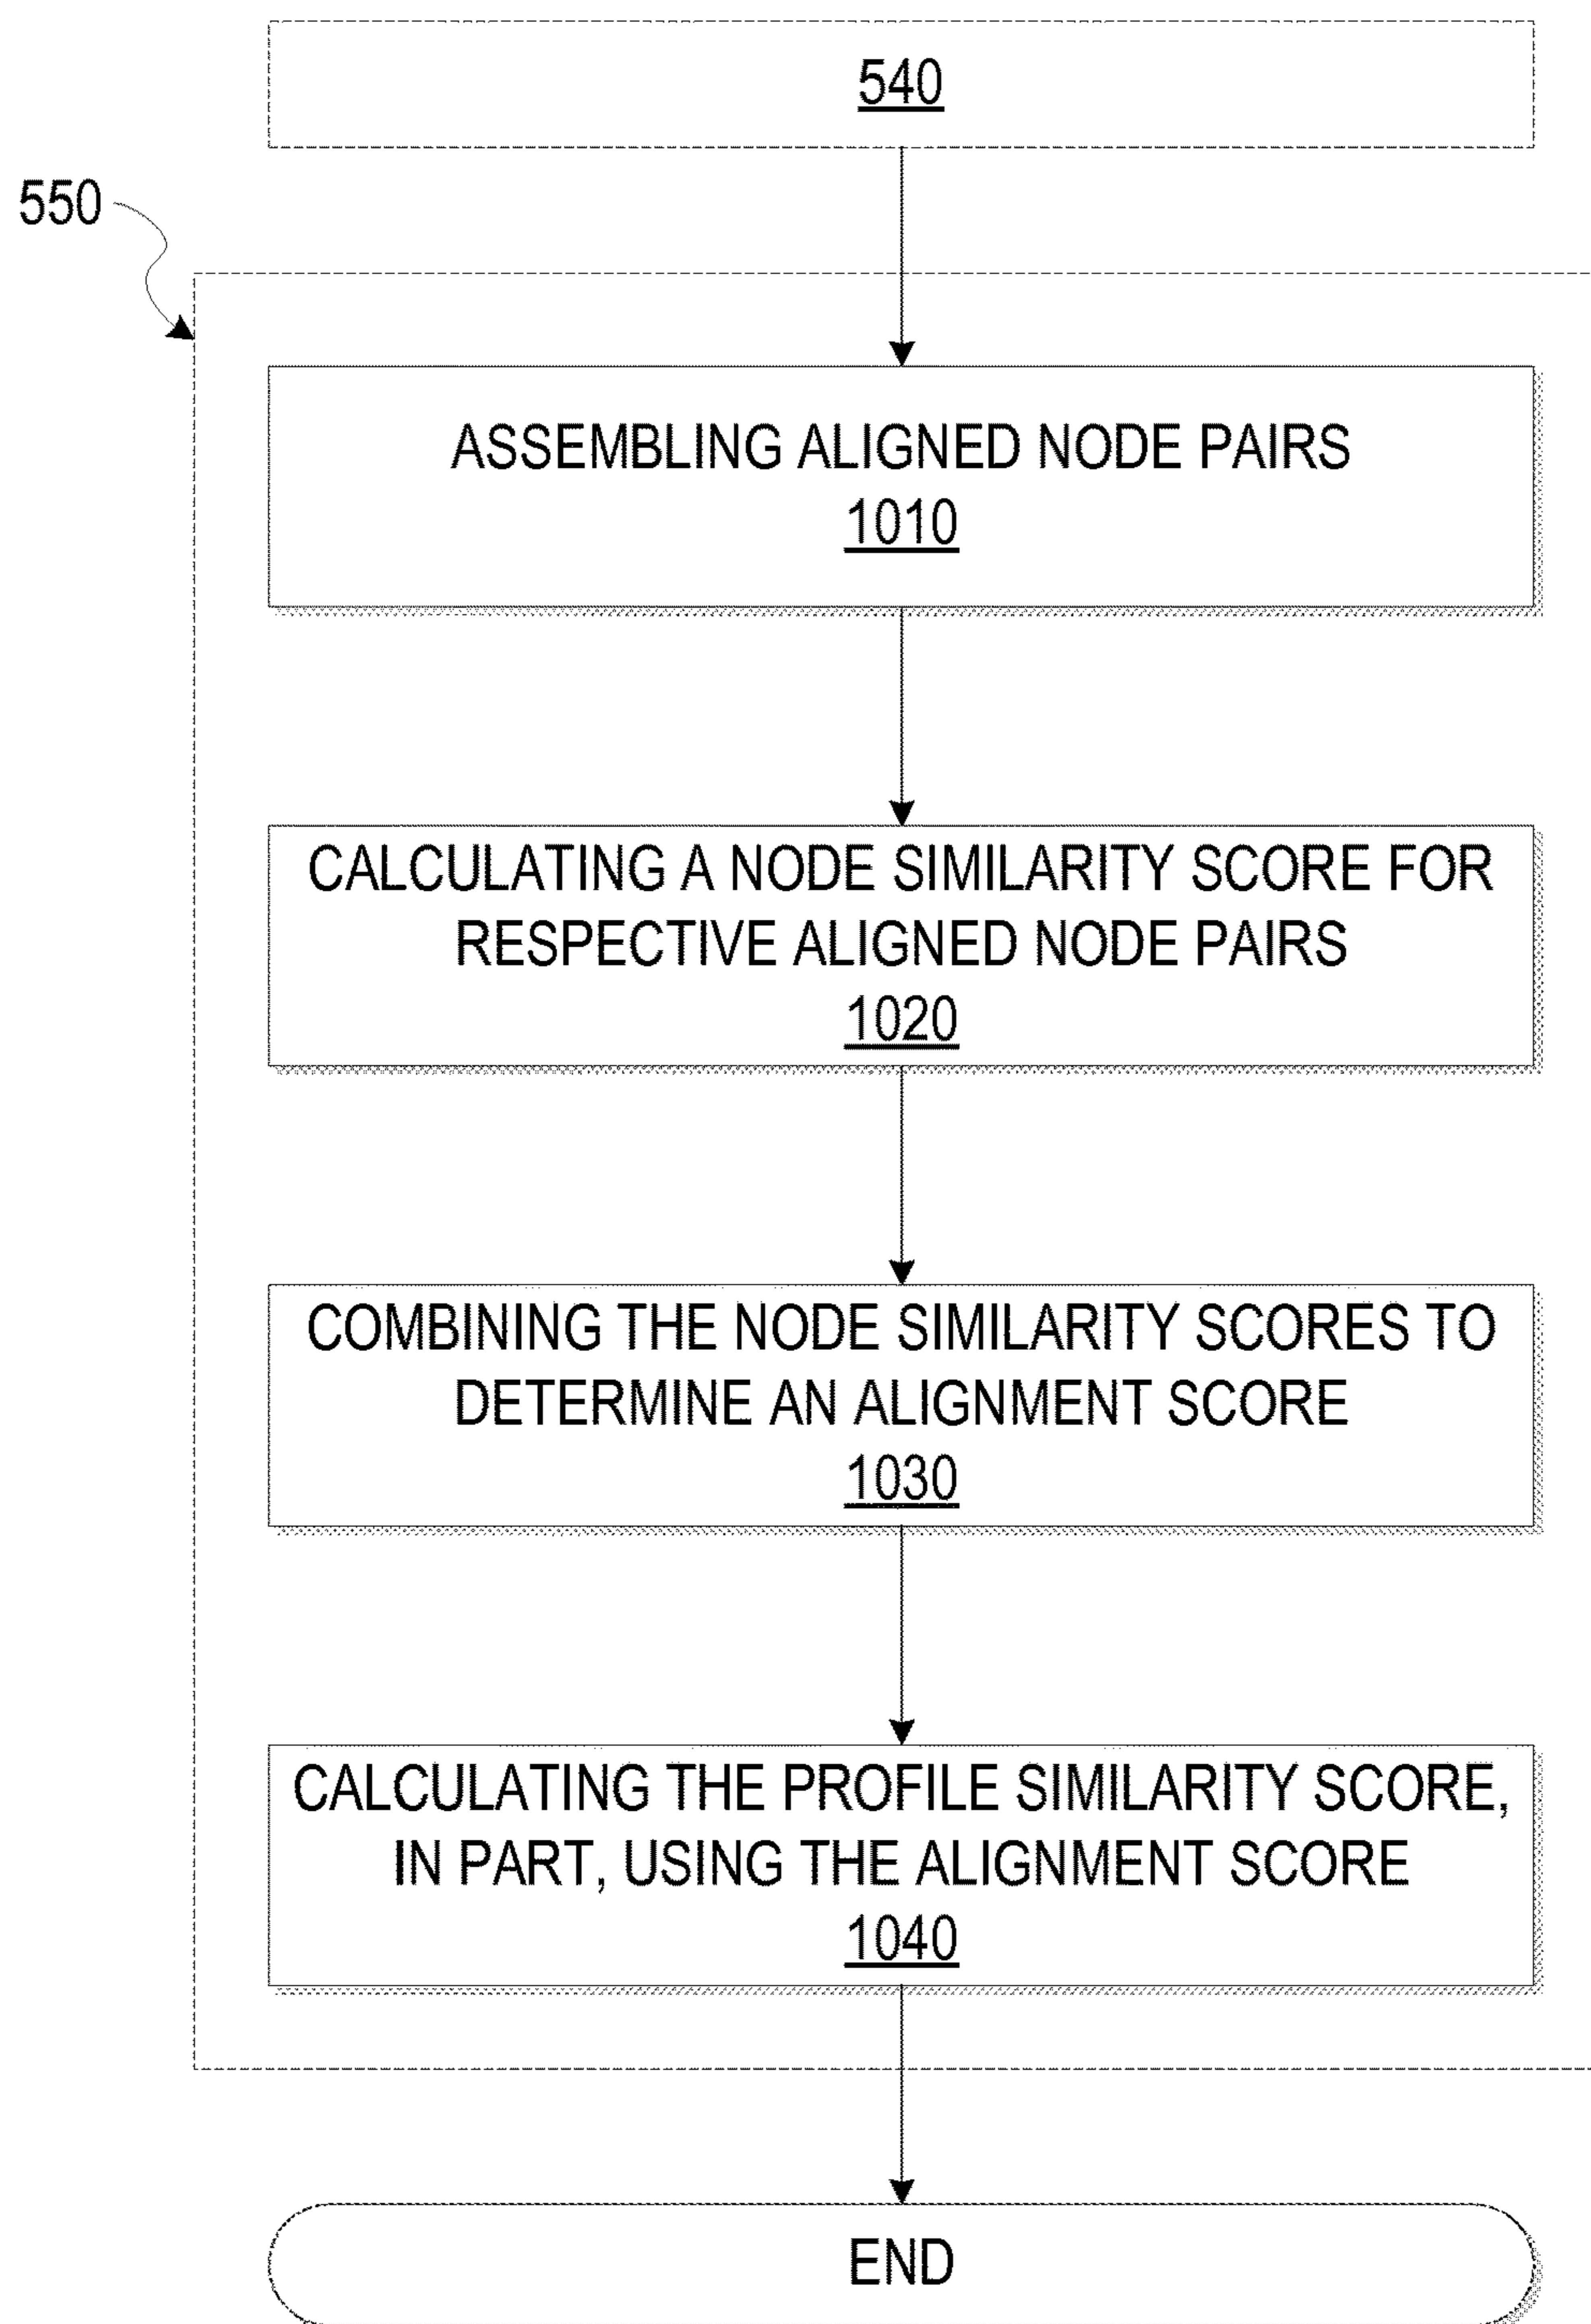 540
550
ASSEMBLING ALIGNED NODE PAIRS
1010
CALCULATING A NODE SIMILARITY SCORE FOR
RESPECTIVE ALIGNED NODE PAIRS
1020
COMBINING THE NODE SIMILARITY SCORES TO
DETERMINE AN ALIGNMENT SCORE
1030
CALCULATING THE PROFILE SIMILARITY SCORE,
IN PART, USING THE ALIGNMENT SCORE
1040
END